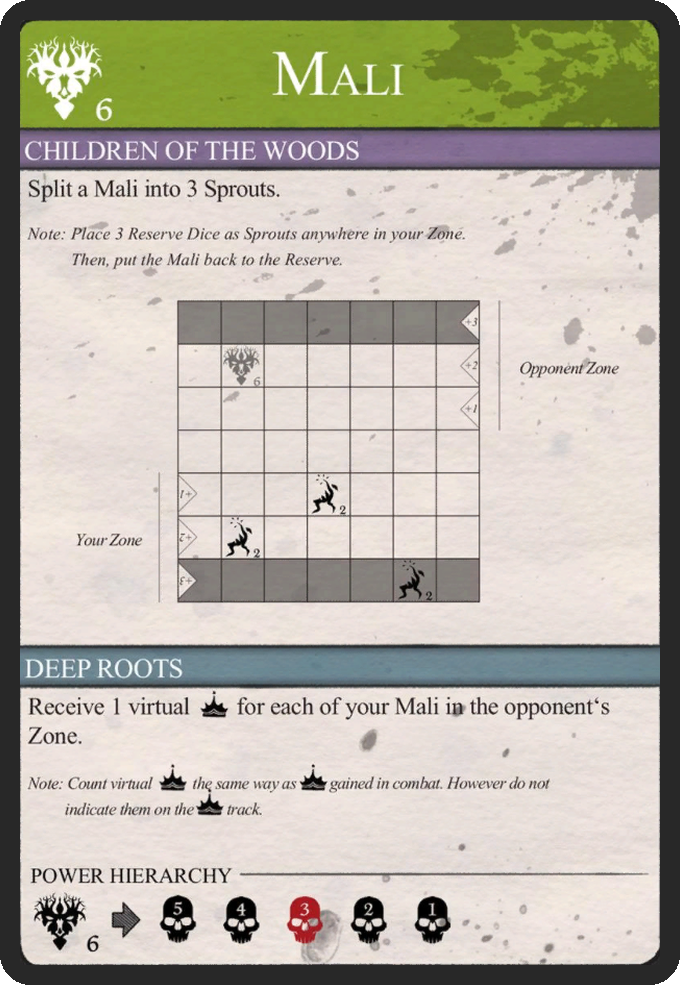 MALI
6
CHILDREN OF THE WOODS
Split a Mali into 3 Sprouts.
Note: Place 3 Reserve Dice as Sprouts anywhere in your Zone.
Then, put the Mali back to the Reserve.
+3
+2
Opponent Zone
6
+1
+1
2
+2
Your Zone
2
+3
2
DEEP ROOTS
Receive 1 virtual for each of your Mali in the opponent‘s
Zone.
Note: Count virtual the same way as gained in combat. However do not
indicate them on the track.
POWER HIERARCHY
6 5 4 3 2 1